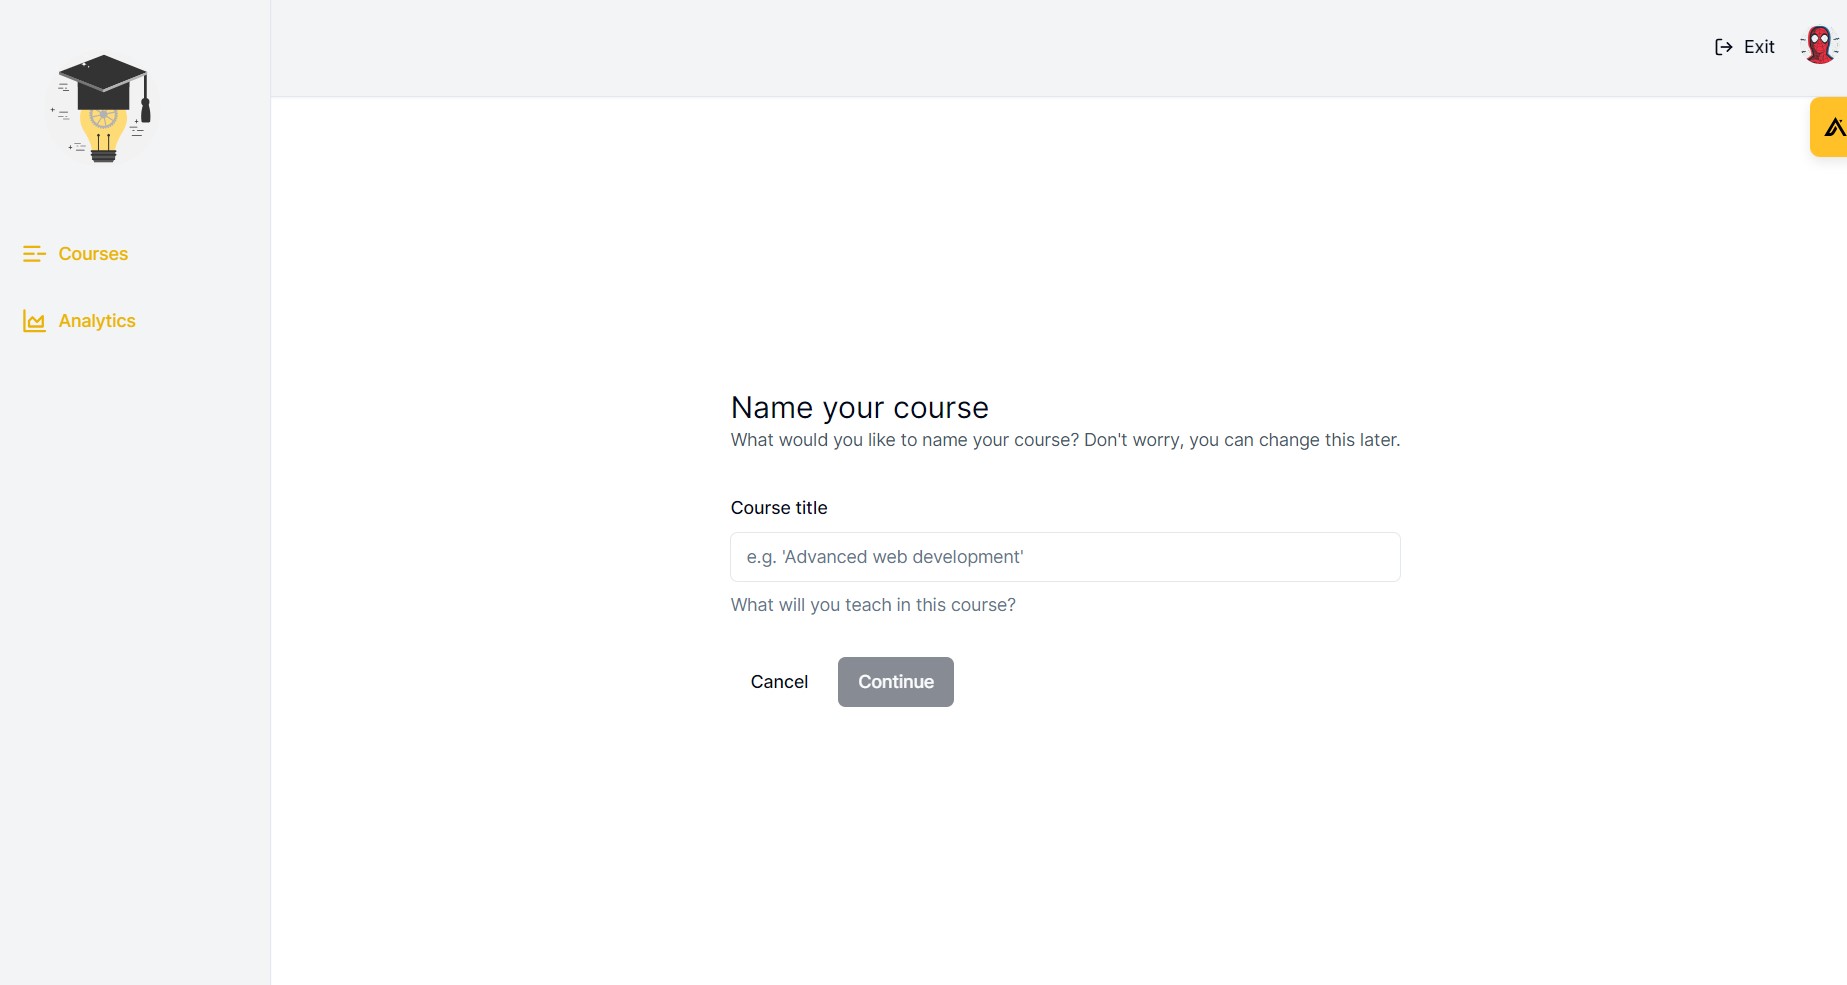 Exit
Courses
Analytics
Name your course
What would you like to name your course? Don't worry, you can change this later.
Course title
e.g. 'Advanced web development'
What will you teach in this course?
Cancel
Continue